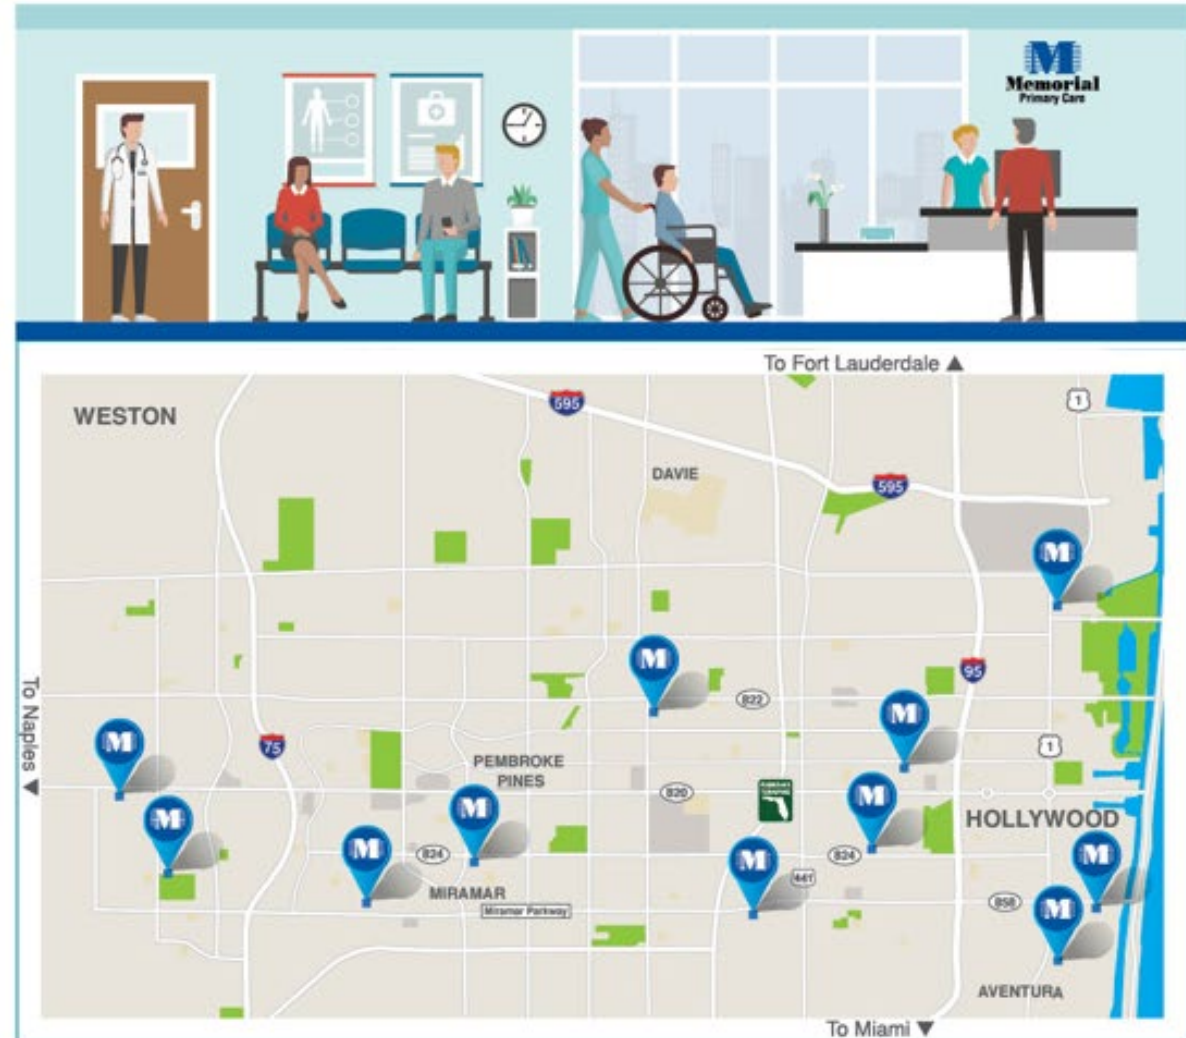 M
Memorial
Primary Care
To Fort Lauderdale ▲
WESTON
595
1
DAVIE
595
M
M
822
95
M
To Naples ▼
M
75
1
PEMBROKE
PINES
820
M
M
M
HOLLYWOOD
M
M
824
M
824
441
M
MIRAMAR
Miramar Parkway
858
M
AVENTURA
To Miami ▼